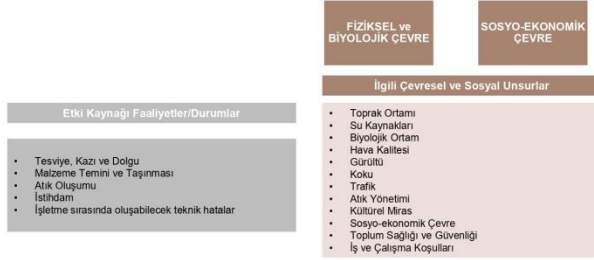 FİZİKSEL ve
BİYOLOJİK ÇEVRE
SOSYO-EKONOMİK
ÇEVRE
İlgili Çevresel ve Sosyal Unsurlar
Etki Kaynağı Faaliyetler/Durumlar
• Toprak Ortamı
• Su Kaynakları
• Biyolojik Ortam
• Hava Kalitesi
• Gürültü
• Koku
• Trafik
• Atık Yönetimi
• Kültürel Miras
• Sosyo-ekonomik Çevre
• Toplum Sağlığı ve Güvenliği
• İş ve Çalışma Koşulları
• Tesviye, Kazı ve Dolgu
• Malzeme Temini ve Taşınması
• Atık Oluşumu
• İstihdam
• İşletme sırasında oluşabilecek teknik hatalar